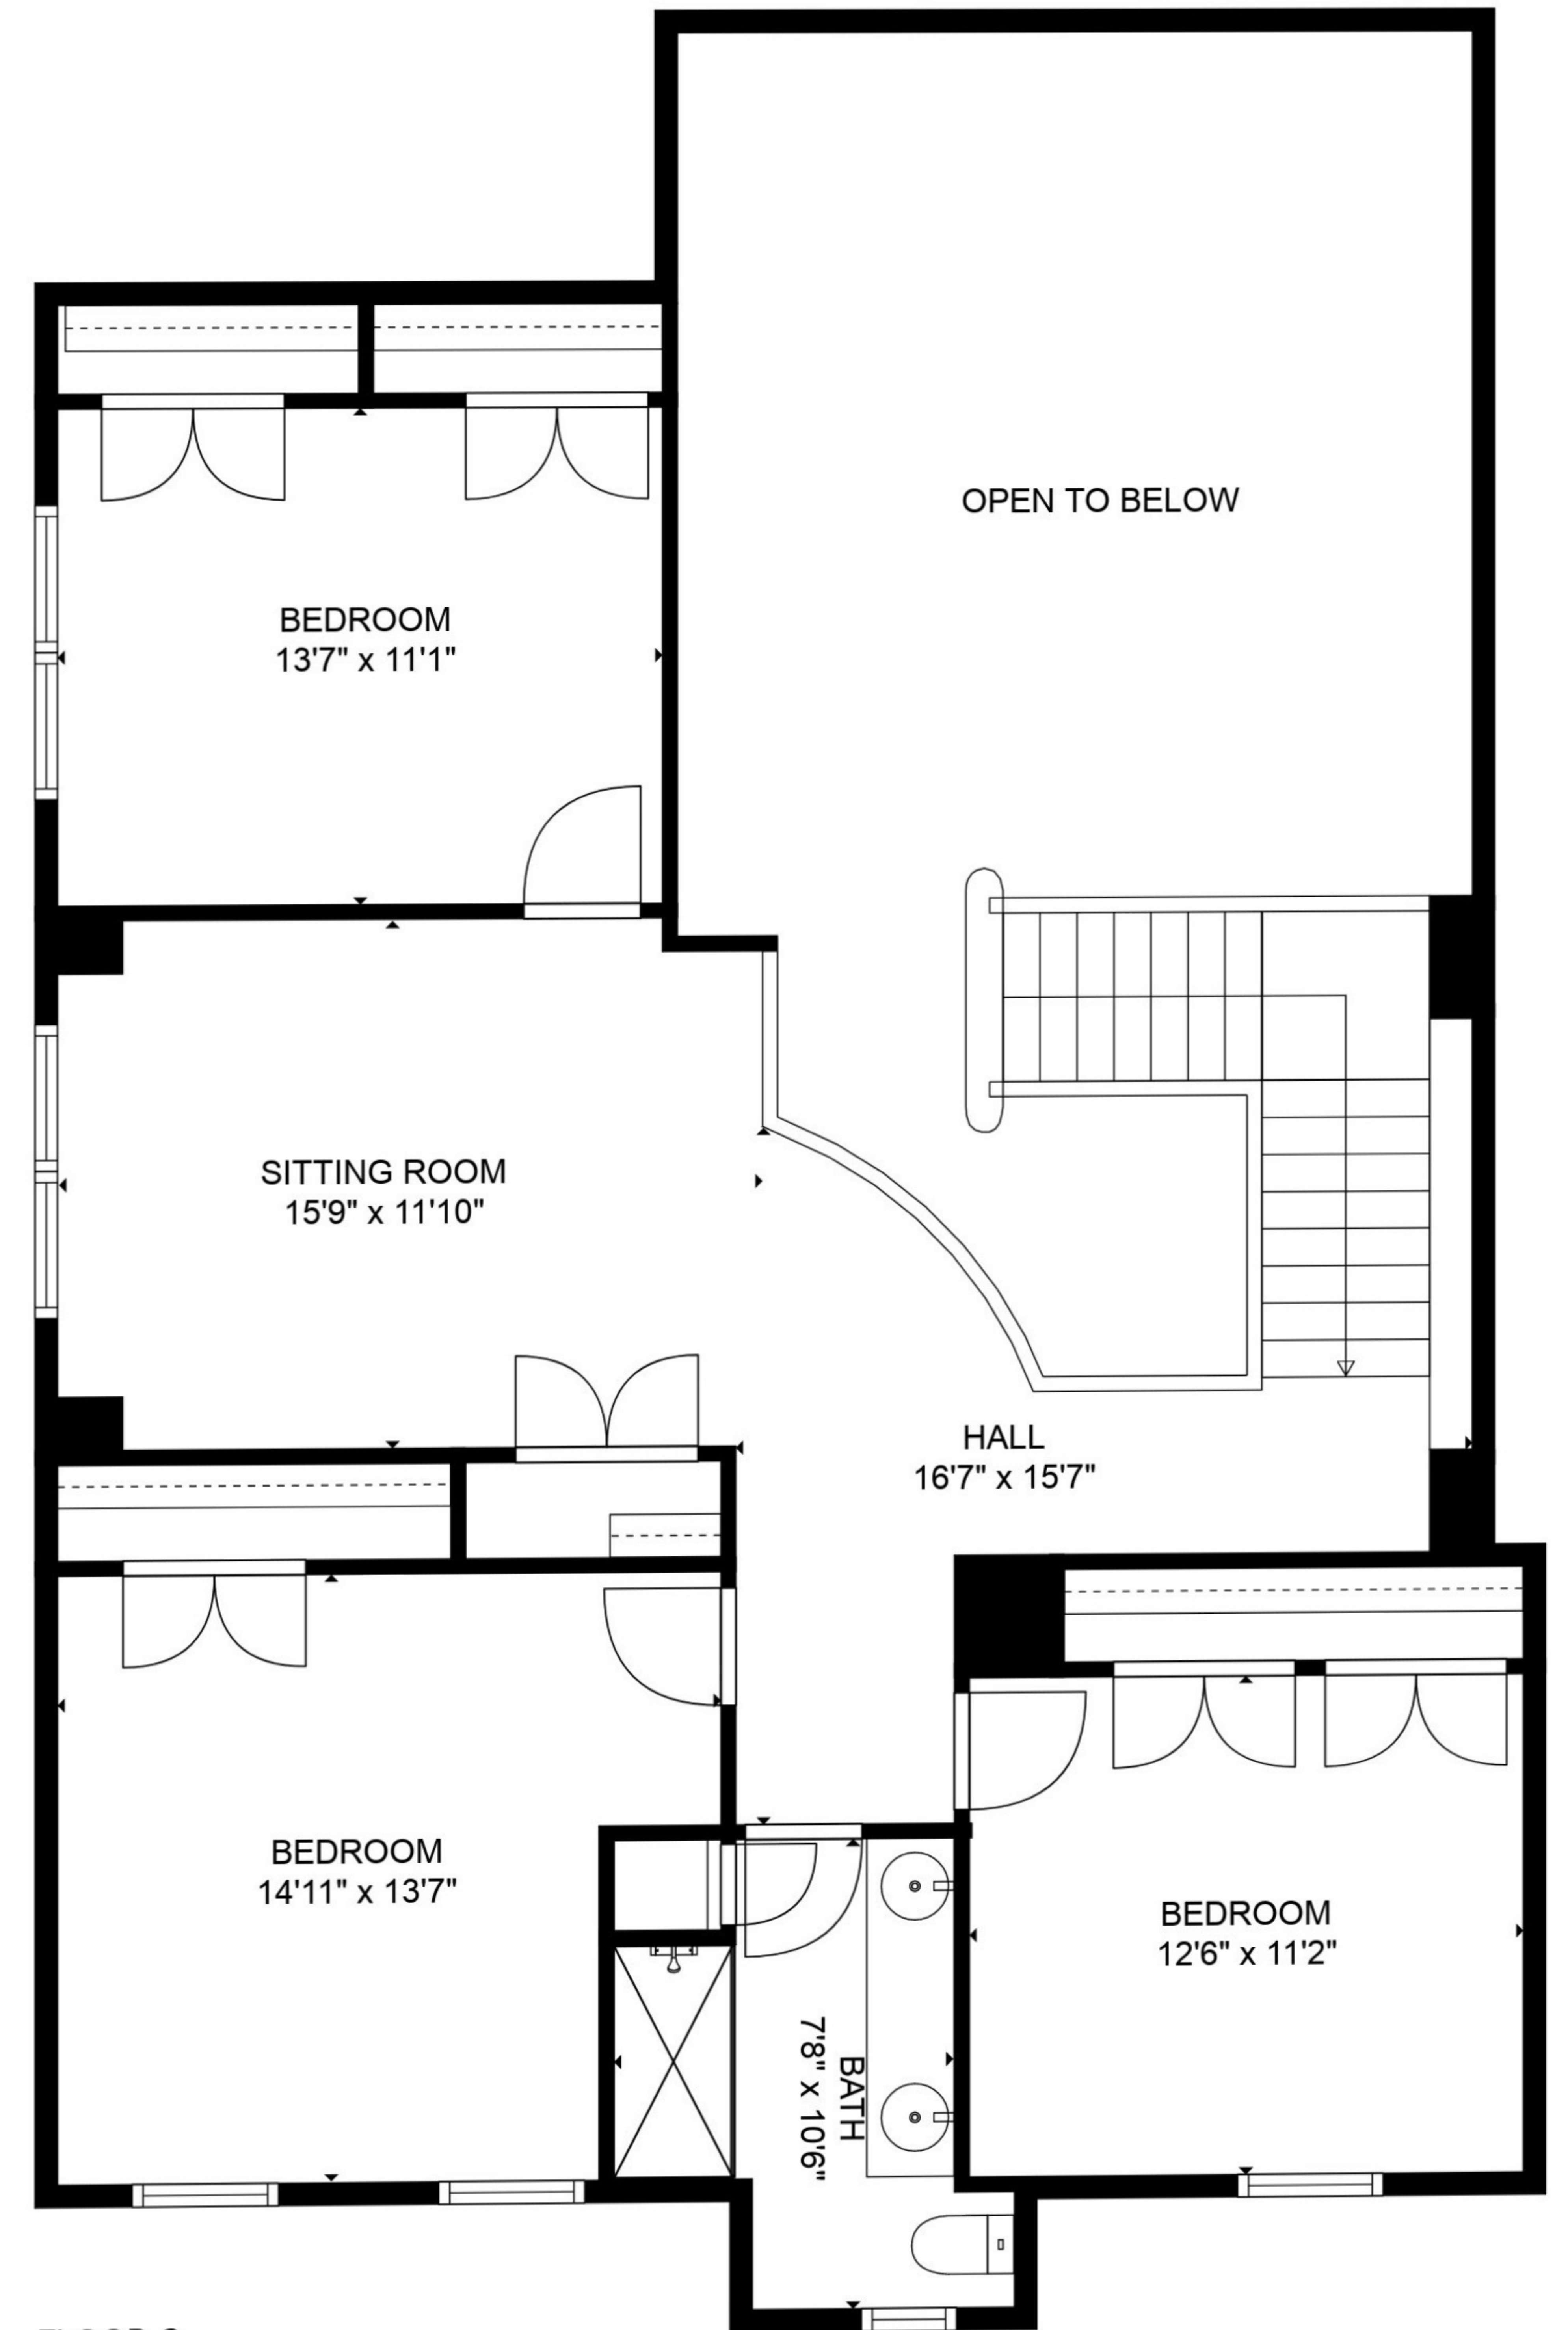 OPEN TO BELOW
BEDROOM
13'7" x 11'1"
SITTING ROOM
15'9" x 11'10"
HALL
16'7" x 15'7"
BEDROOM
14'11" x 13'7"
BEDROOM
12'6" x 11'2"
BATH
7'8" x 10'6"